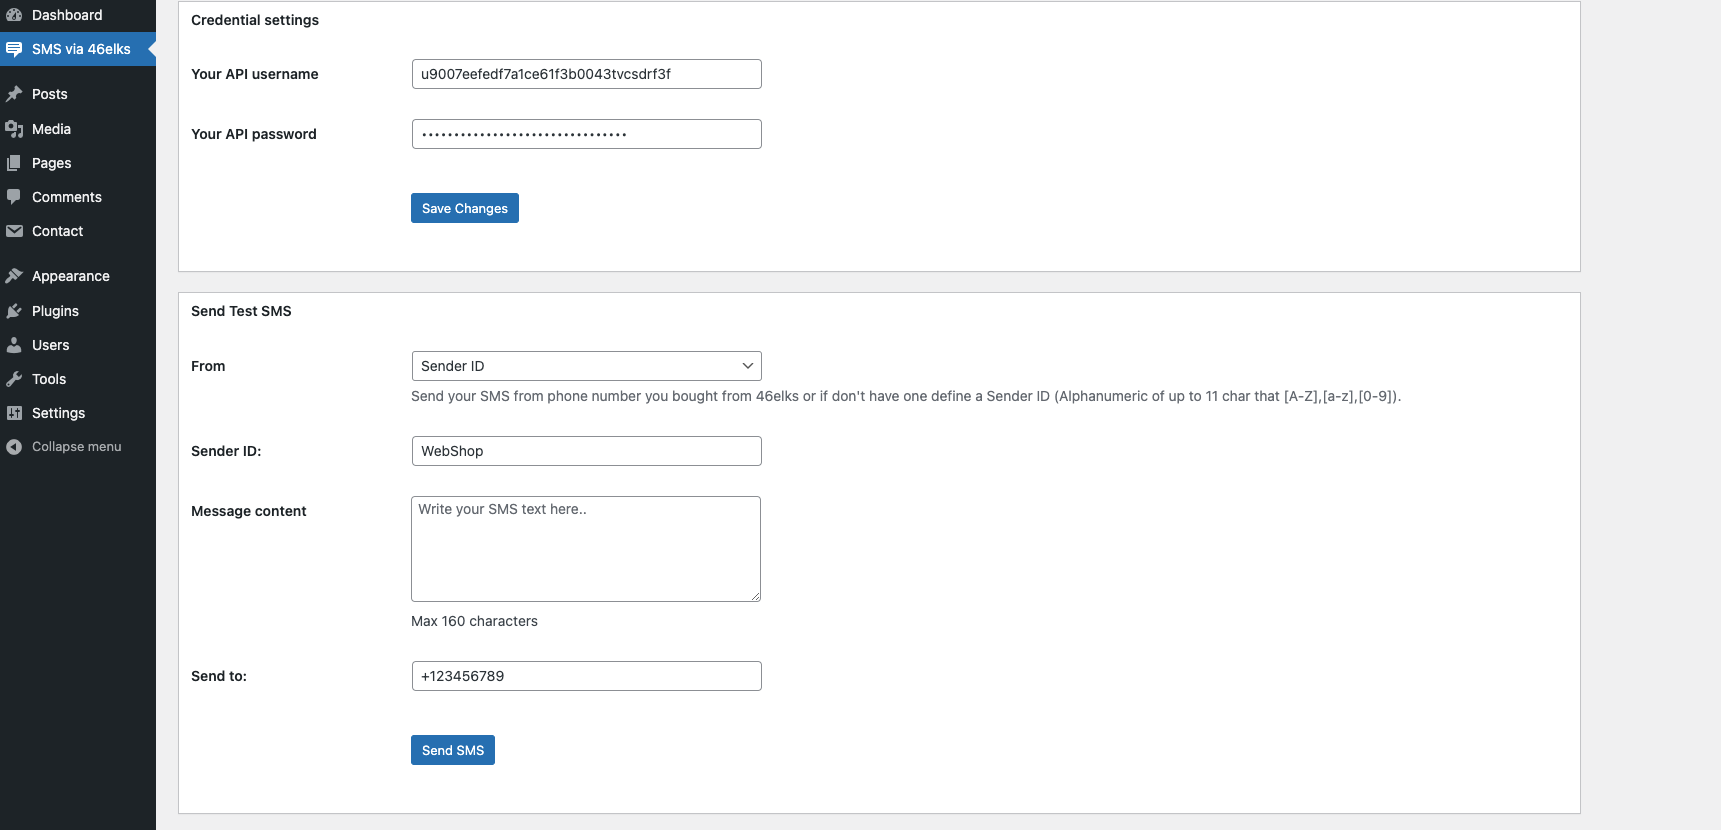 Dashboard
SMS via 46elks
Posts
Media
Pages
Comments
Contact
Appearance
Plugins
Users
Tools
Settings
Collapse menu
Credential settings
Your API username
u9007eefedf7a1ce61f3b0043tvcsdrf3f
Your API password
Save Changes
Send Test SMS
From
Sender ID
Send your SMS from phone number you bought from 46elks or if don't have one define a Sender ID (Alphanumeric of up to 11 char that [A-Z],[a-z],[0-9]).
Sender ID:
WebShop
Message content
Write your SMS text here..
Max 160 characters
Send to:
+123456789
Send SMS